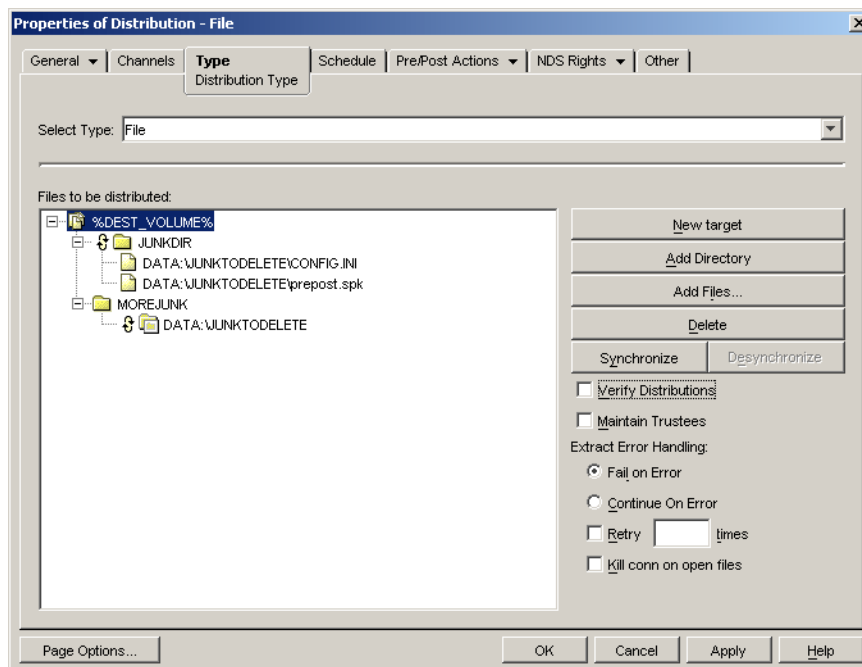 Properties of Distribution - File
General Channels Type Schedule Pre/Post Actions NDS Rights Other
Distribution Type
Select Type: File
Files to be distributed:
%DEST_VOLUME%
JUNKDIR
DATA:\JUNKTODELETE\CONFIG.INI
DATA:\JUNKTODELETE\prepost.spk
MOREJUNK
DATA:\JUNKTODELETE
New target
Add Directory
Add Files...
Delete
Synchronize Desynchronize
Verify Distributions
Maintain Trustees
Extract Error Handling:
Fail on Error
Continue On Error
Retry times
Kill conn on open files
Page Options... OK Cancel Apply Help